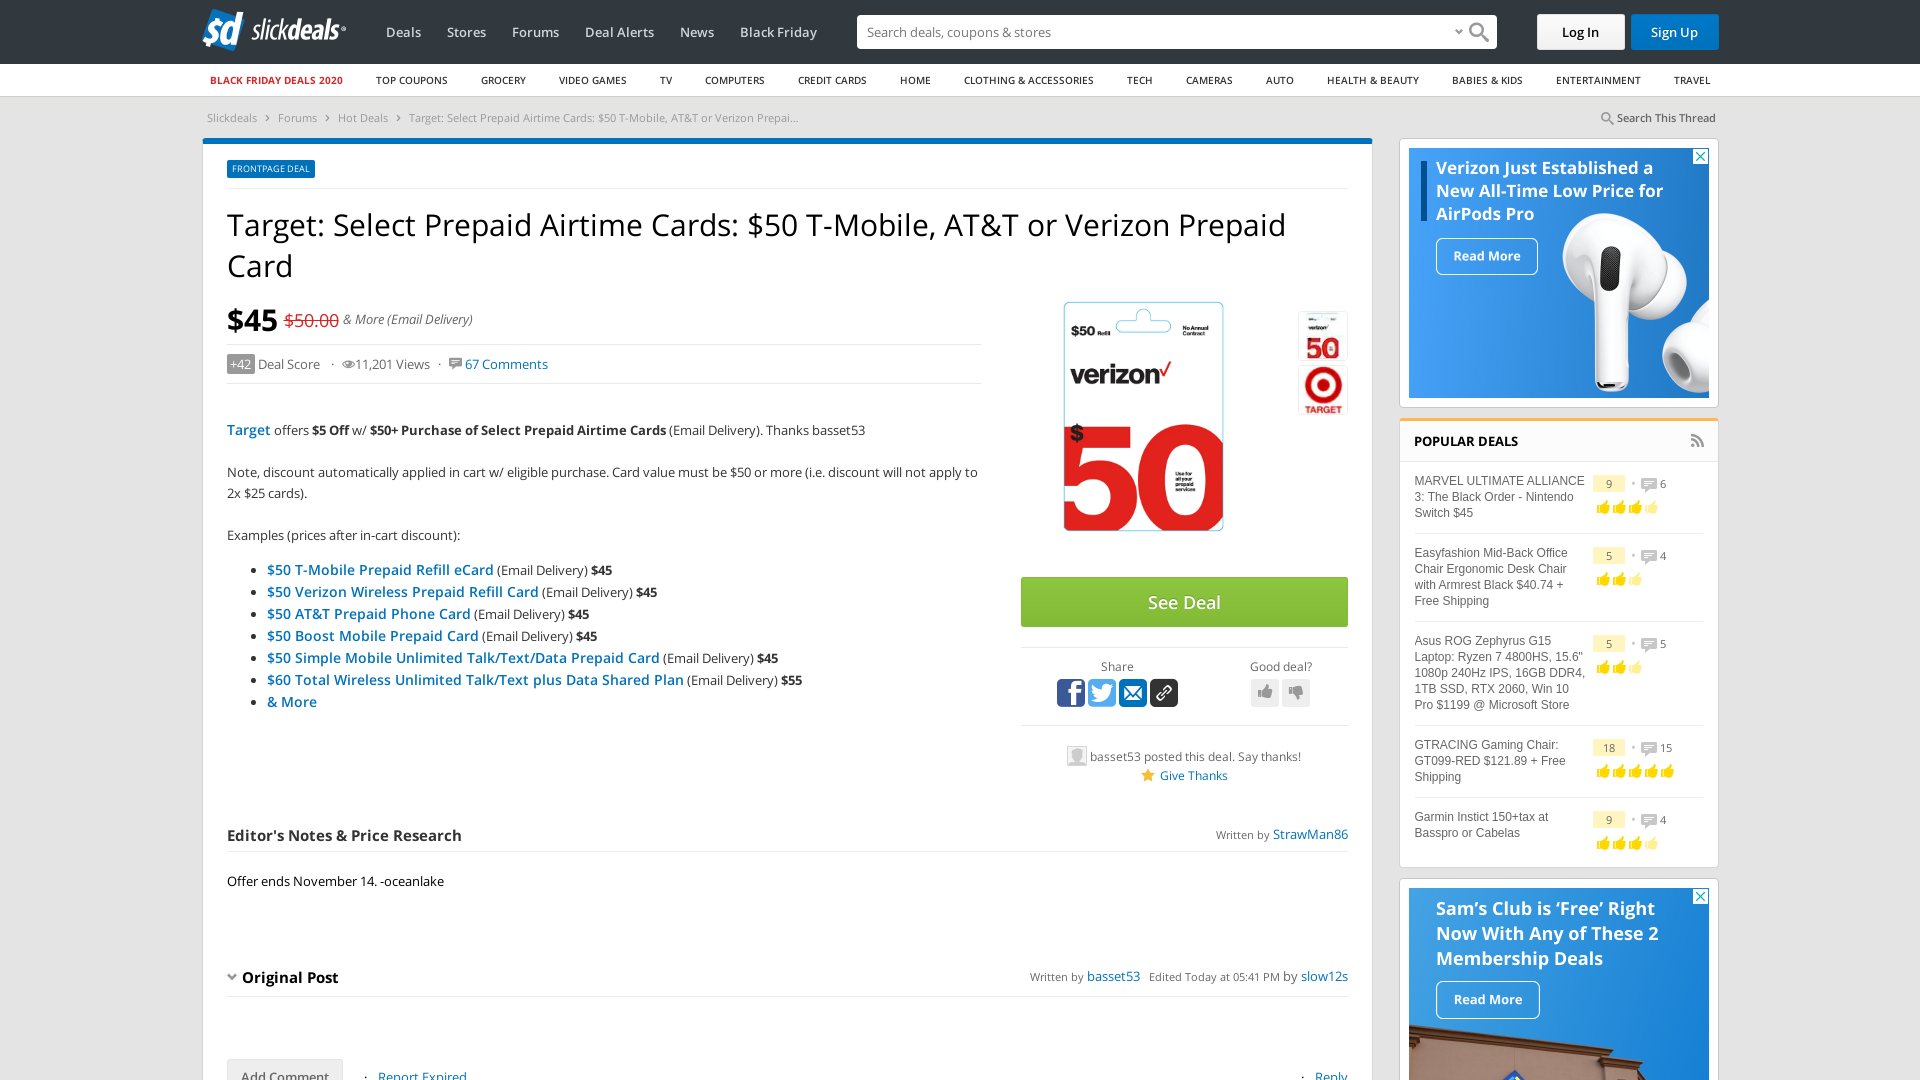 sd slickdeals
Deals Stores Forums Deal Alerts News Black Friday
Search deals, coupons & stores
Log In Sign Up
BLACK FRIDAY DEALS 2020 TOP COUPONS GROCERY VIDEO GAMES TV COMPUTERS CREDIT CARDS HOME CLOTHING & ACCESSORIES TECH CAMERAS AUTO HEALTH & BEAUTY BABIES & KIDS ENTERTAINMENT TRAVEL
Slickdeals › Forums › Hot Deals › Target: Select Prepaid Airtime Cards: $50 T-Mobile, AT&T or Verizon Prepai...
Search This Thread
FRONTPAGE DEAL
Target: Select Prepaid Airtime Cards: $50 T-Mobile, AT&T or Verizon Prepaid
Card
$45 $50.00 & More (Email Delivery)
+42 Deal Score · 11,201 Views · 67 Comments
Target offers $5 Off w/ $50+ Purchase of Select Prepaid Airtime Cards (Email Delivery). Thanks basset53
Note, discount automatically applied in cart w/ eligible purchase. Card value must be $50 or more (i.e. discount will not apply to
2x $25 cards).
Examples (prices after in-cart discount):
• $50 T-Mobile Prepaid Refill eCard (Email Delivery) $45
• $50 Verizon Wireless Prepaid Refill Card (Email Delivery) $45
• $50 AT&T Prepaid Phone Card (Email Delivery) $45
• $50 Boost Mobile Prepaid Card (Email Delivery) $45
• $50 Simple Mobile Unlimited Talk/Text/Data Prepaid Card (Email Delivery) $45
• $60 Total Wireless Unlimited Talk/Text plus Data Shared Plan (Email Delivery) $55
• & More
$50 Refill
No Annual
Contract
verizon✓
$50
Use for
all your
prepaid
services
verizon
50
TARGET
See Deal
Share
Good deal?
basset53 posted this deal. Say thanks!
Give Thanks
Editor's Notes & Price Research
Written by StrawMan86
Offer ends November 14. -oceanlake
Original Post
Written by basset53 Edited Today at 05:41 PM by slow12s
Add Comment · Report Expired
· Reply
Verizon Just Established a
New All-Time Low Price for
AirPods Pro
Read More
POPULAR DEALS
MARVEL ULTIMATE ALLIANCE
3: The Black Order - Nintendo
Switch $45
9 • 6
Easyfashion Mid-Back Office
Chair Ergonomic Desk Chair
with Armrest Black $40.74 +
Free Shipping
5 • 4
Asus ROG Zephyrus G15
Laptop: Ryzen 7 4800HS, 15.6"
1080p 240Hz IPS, 16GB DDR4,
1TB SSD, RTX 2060, Win 10
Pro $1199 @ Microsoft Store
5 • 5
GTRACING Gaming Chair:
GT099-RED $121.89 + Free
Shipping
18 • 15
Garmin Instict 150+tax at
Basspro or Cabelas
9 • 4
Sam's Club is 'Free' Right
Now With Any of These 2
Membership Deals
Read More